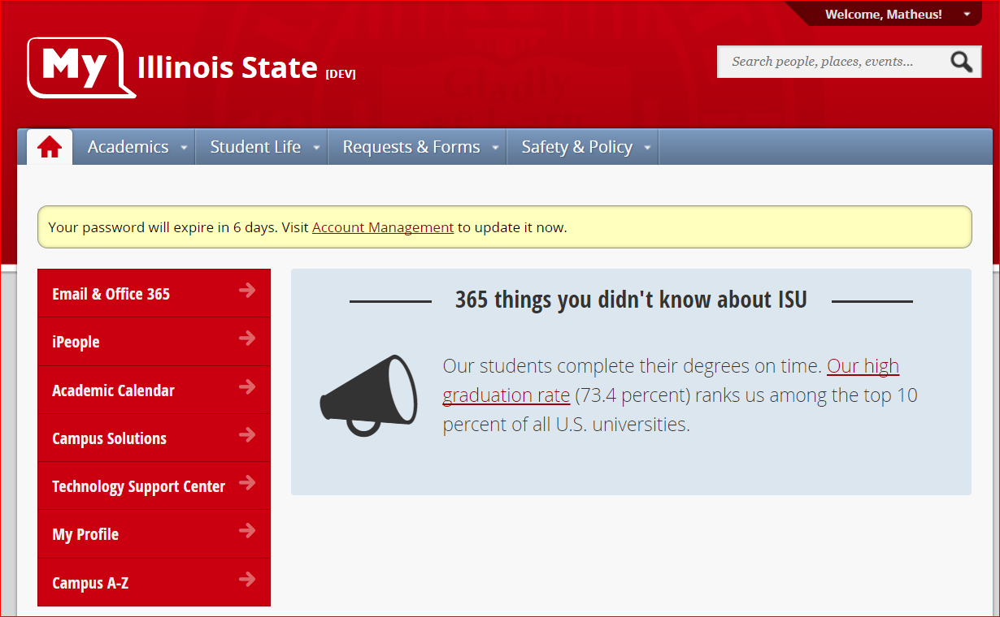 Welcome, Matheus!
My Illinois State [DEV]
Search people, places, events...
Academics
Student Life
Requests & Forms
Safety & Policy
Your password will expire in 6 days. Visit Account Management to update it now.
Email & Office 365
iPeople
Academic Calendar
Campus Solutions
Technology Support Center
My Profile
Campus A-Z
365 things you didn't know about ISU
Our students complete their degrees on time. Our high
graduation rate (73.4 percent) ranks us among the top 10
percent of all U.S. universities.